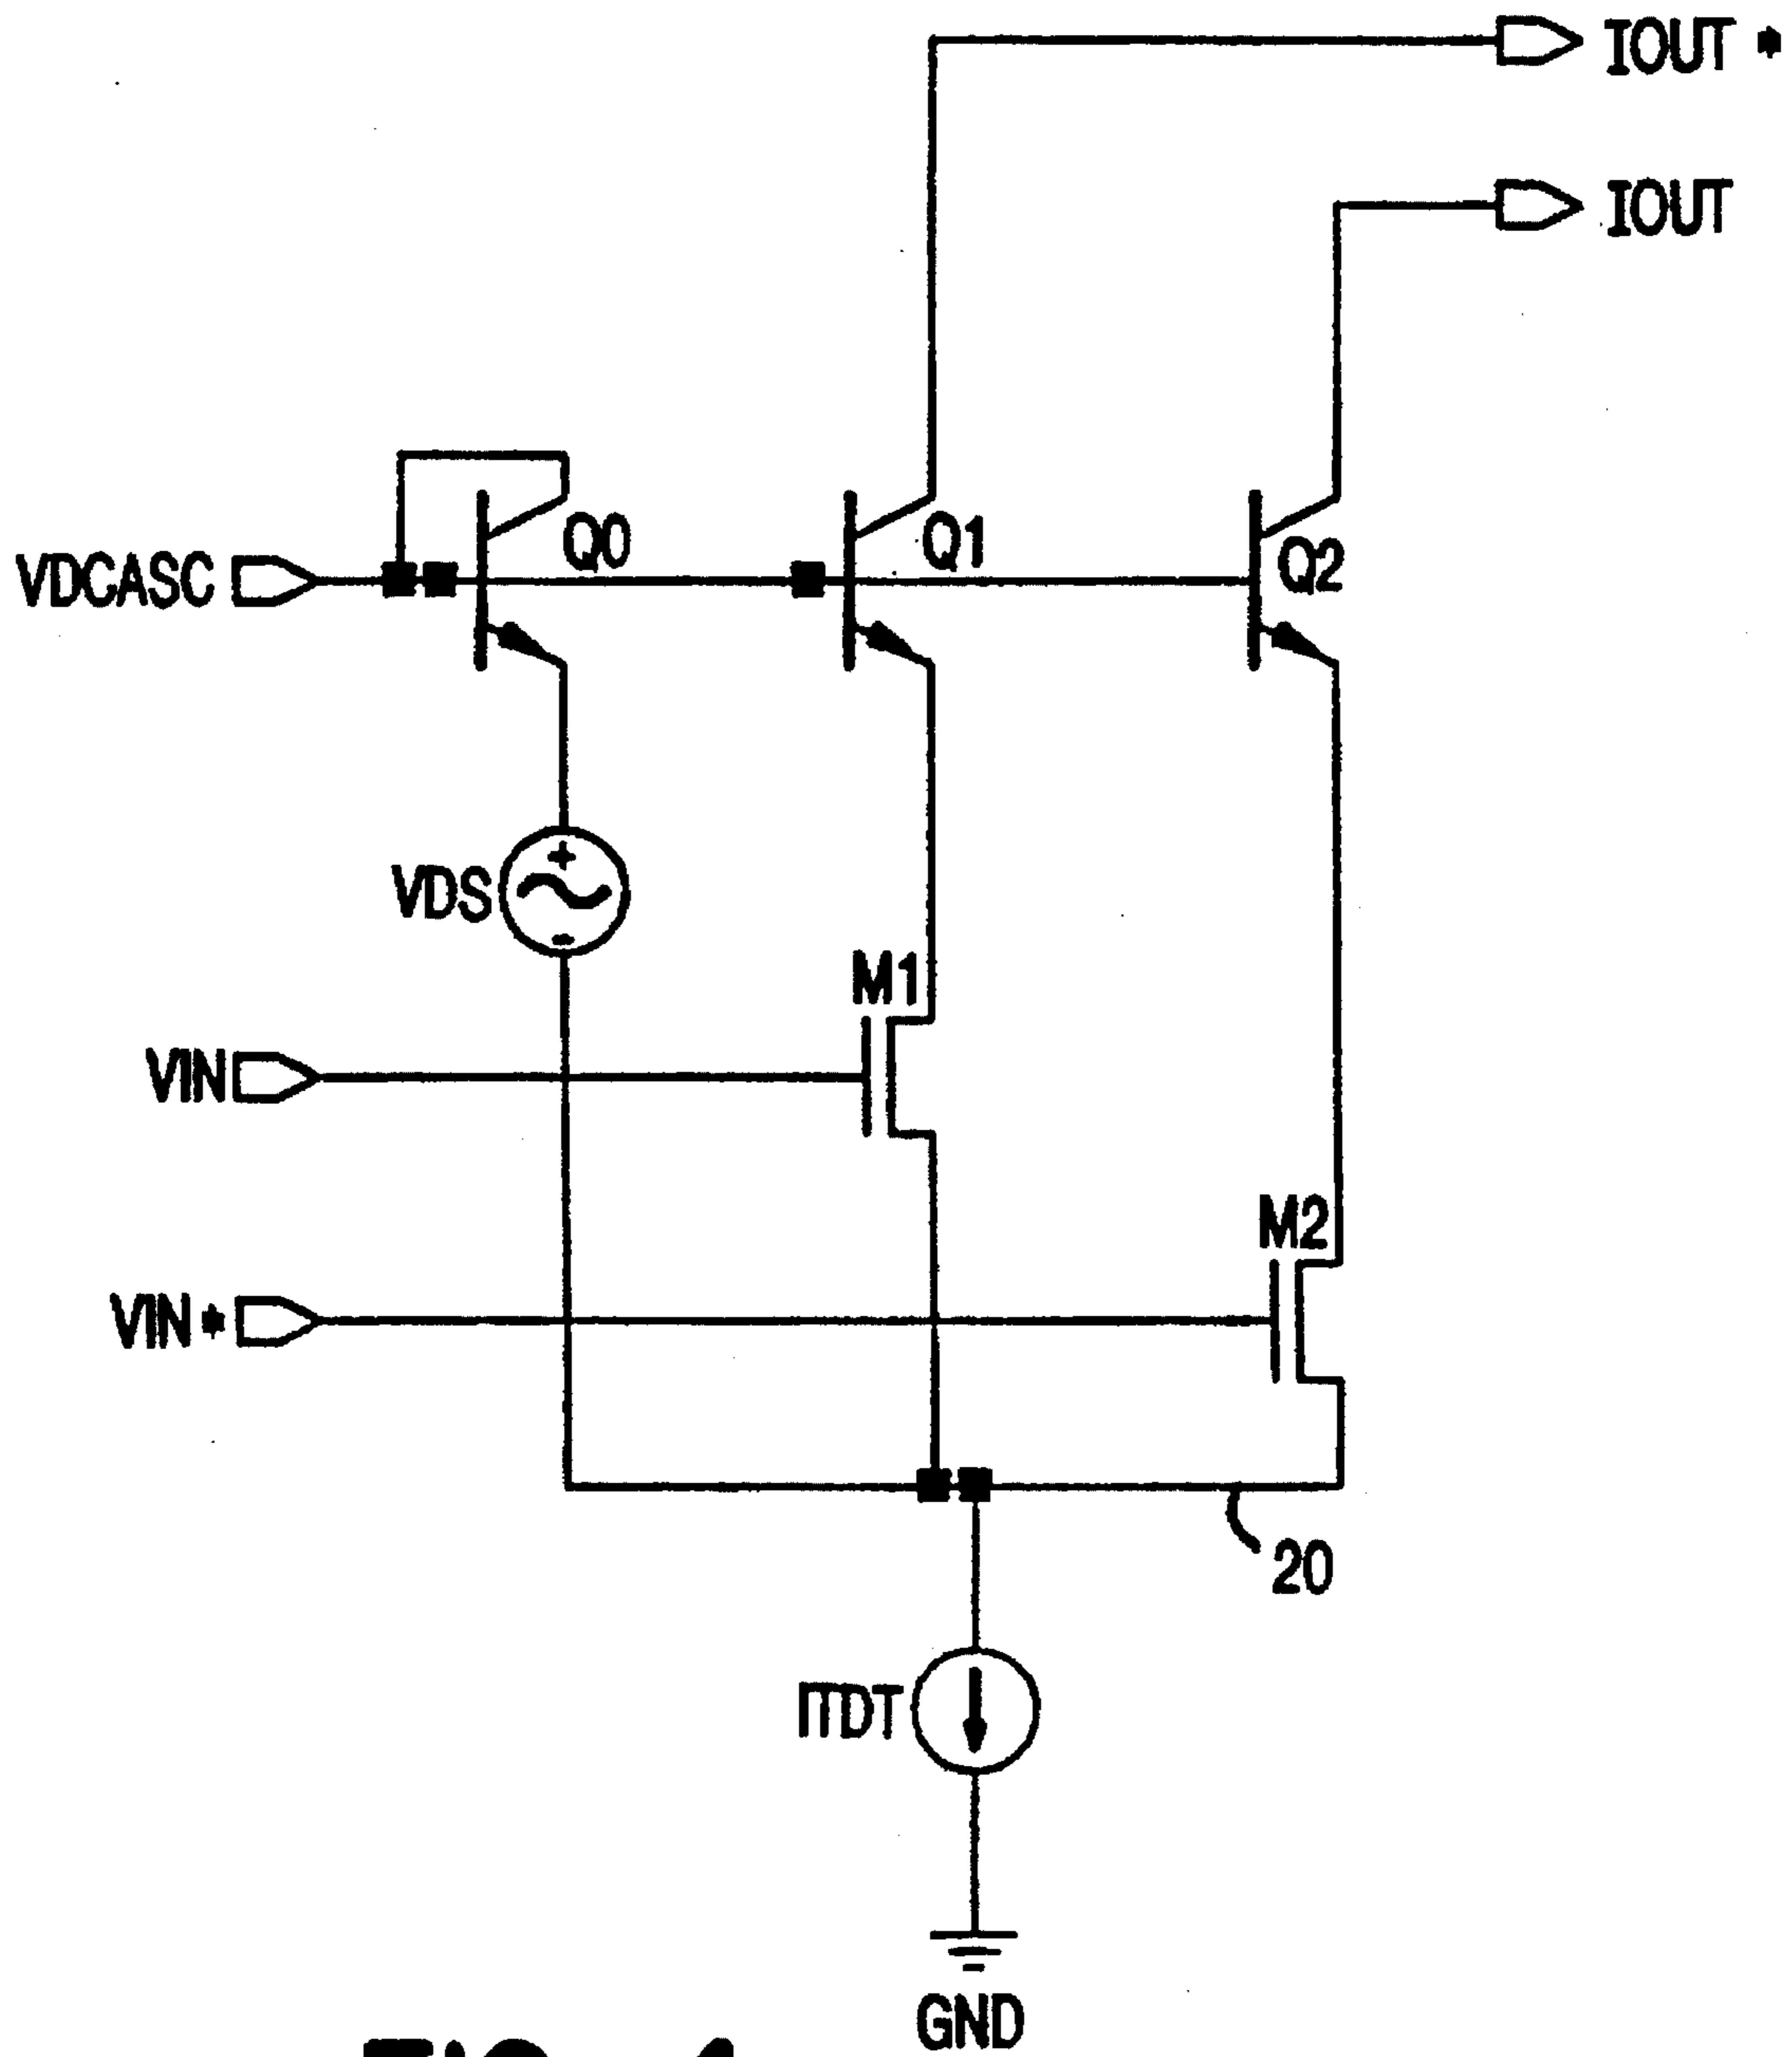 IOUT *
IOUT
Q0
Q1
Q2
VDCASC
VDS
M1
VIN
M2
VIN *
20
ITDT
GND